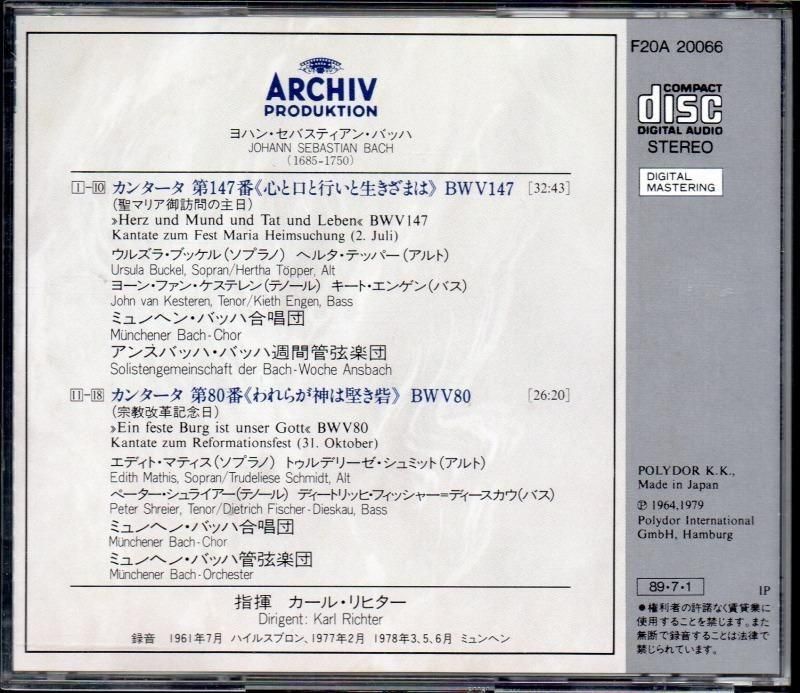 ARCHIV
PRODUKTION
ヨハン・セバスティアン・バッハ
JOHANN SEBASTIAN BACH
(1685-1750)
1-10 カンタータ 第147番《心と口と行いと生きざまは》 BWV147 [32:43]
(聖マリア御訪問の主日)
»Herz und Mund und Tat und Leben« BWV147
Kantate zum Fest Maria Heimsuchung (2. Juli)
ウルズラ・ブッケル(ソプラノ) ヘルタ・テッパー(アルト)
Ursula Buckel, Sopran/Hertha Töpper, Alt
ヨーン・ファン・ケステレン(テノール) キート・エンゲン(バス)
John van Kesteren, Tenor/Kieth Engen, Bass
ミュンヘン・バッハ合唱団
Münchener Bach-Chor
アンスバッハ・バッハ週間管弦楽団
Solistengemeinschaft der Bach-Woche Ansbach
11-18 カンタータ 第80番《われらが神は堅き砦》 BWV80 [26:20]
(宗教改革記念日)
»Ein feste Burg ist unser Gott« BWV80
Kantate zum Reformationsfest (31. Oktober)
エディト・マティス(ソプラノ) トゥルデリーゼ・シュミット(アルト)
Edith Mathis, Sopran/Trudeliese Schmidt, Alt
ペーター・シュライアー(テノール) ディートリッヒ・フィッシャー=ディースカウ(バス)
Peter Shreier, Tenor/Dietrich Fischer-Dieskau, Bass
ミュンヘン・バッハ合唱団
Münchener Bach-Chor
ミュンヘン・バッハ管弦楽団
Münchener Bach-Orchester
指揮 カール・リヒター
Dirigent: Karl Richter
録音 1961年7月 ハイルスブロン、1977年2月 1978年3、5、6月 ミュンヘン
F20A 20066
COMPACT
disc
DIGITAL AUDIO
STEREO
DIGITAL
MASTERING
POLYDOR K.K.,
Made in Japan
℗ 1964,1979
Polydor International
GmbH, Hamburg
89・7・1 IP
●権利者の許諾なく賃貸業に
使用することを禁じます。また
無断で録音することは法律で
禁じられています。